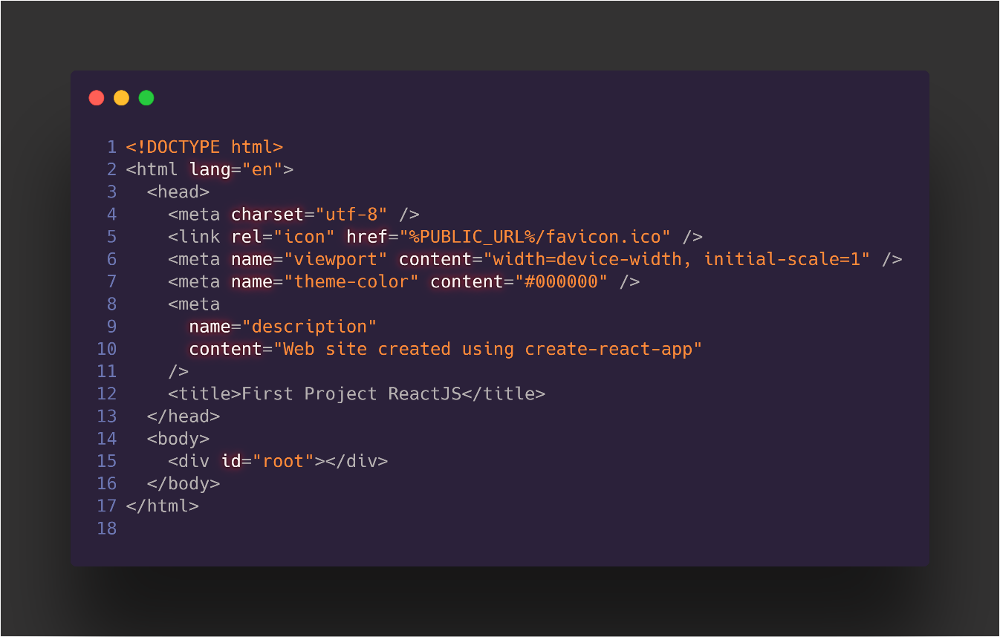 1 <!DOCTYPE html>
2 <html lang="en">
3   <head>
4     <meta charset="utf-8" />
5     <link rel="icon" href="%PUBLIC_URL%/favicon.ico" />
6     <meta name="viewport" content="width=device-width, initial-scale=1" />
7     <meta name="theme-color" content="#000000" />
8     <meta
9       name="description"
10       content="Web site created using create-react-app"
11     />
12     <title>First Project ReactJS</title>
13   </head>
14   <body>
15     <div id="root"></div>
16   </body>
17 </html>
18